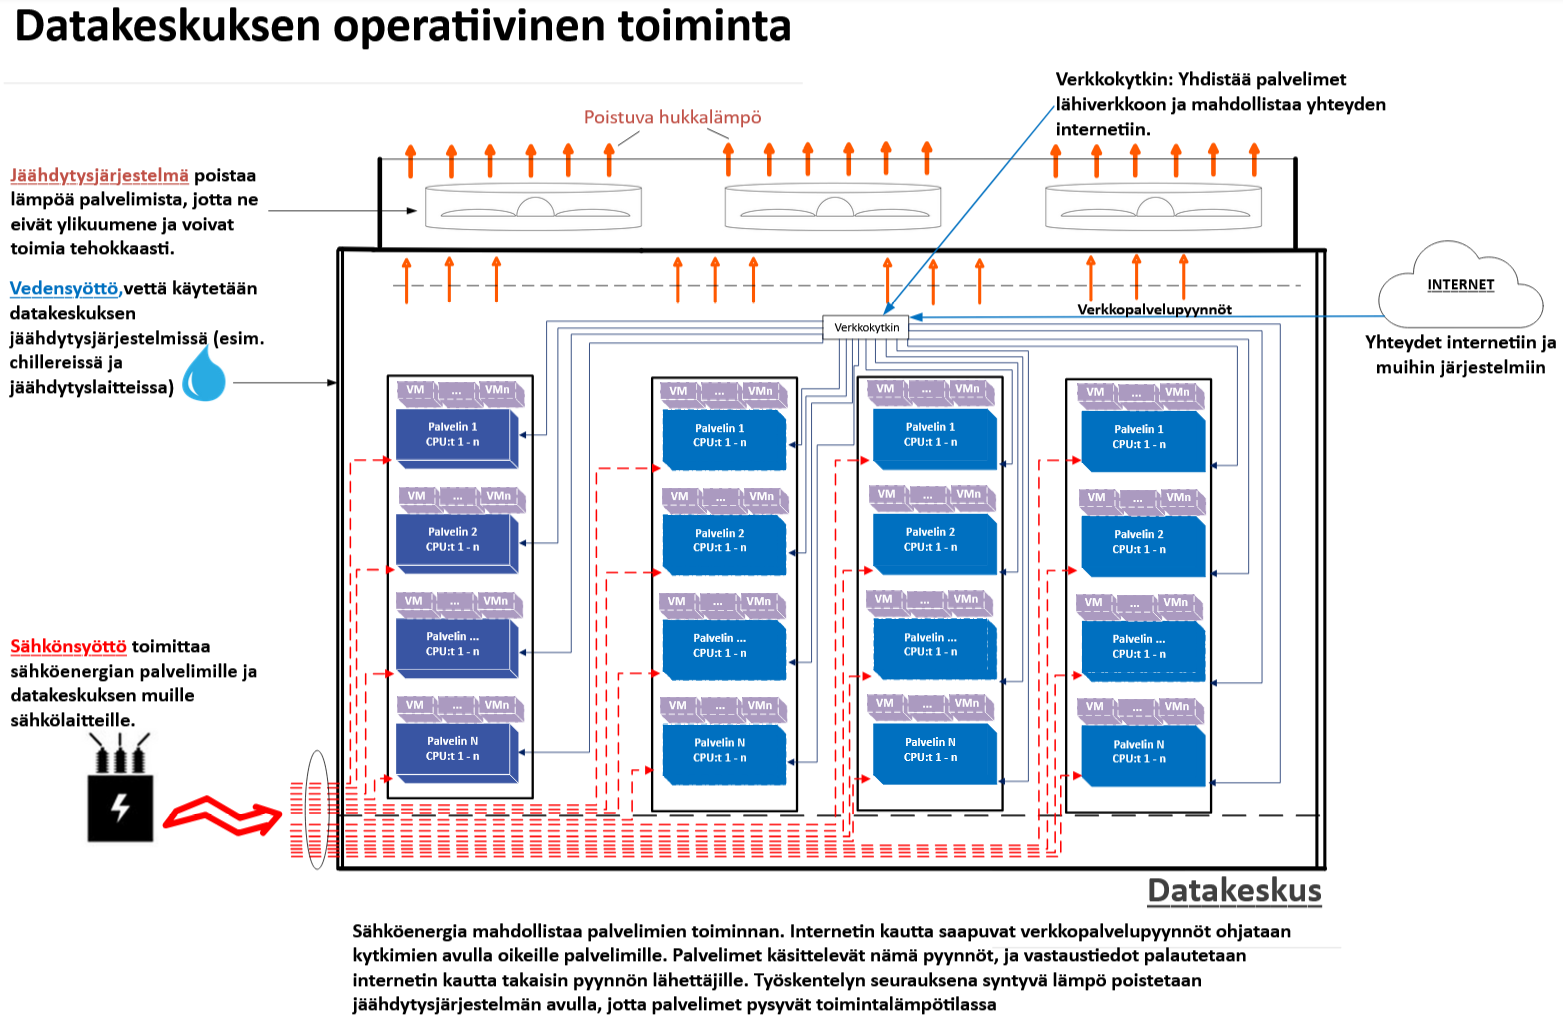 Datakeskuksen operatiivinen toiminta
Verkkokytkin: Yhdistää palvelimet
lähiverkkoon ja mahdollistaa yhteyden
internetiin.
Poistuva hukkalämpö
Jäähdytysjärjestelmä poistaa
lämpöä palvelimista, jotta ne
eivät ylikuumene ja voivat
toimia tehokkaasti.
Vedensyöttö,vettä käytetään
datakeskuksen
jäähdytysjärjestelmissä (esim.
chillereissä ja
jäähdytyslaitteissa)
INTERNET
Verkkopalvelupyynnöt
Yhteydet internetiin ja
muihin järjestelmiin
Verkkokytkin
VM ... VMn
Palvelin 1
CPU:t 1 - n
VM ... VMn
Palvelin 2
CPU:t 1 - n
VM ... VMn
Palvelin ...
CPU:t 1 - n
VM ... VMn
Palvelin N
CPU:t 1 - n
VM ... VMn
Palvelin 1
CPU:t 1 - n
VM ... VMn
Palvelin 2
CPU:t 1 - n
VM ... VMn
Palvelin ...
CPU:t 1 - n
VM ... VMn
Palvelin N
CPU:t 1 - n
VM ... VMn
Palvelin 1
CPU:t 1 - n
VM ... VMn
Palvelin 2
CPU:t 1 - n
VM ... VMn
Palvelin ...
CPU:t 1 - n
VM ... VMn
Palvelin N
CPU:t 1 - n
VM ... VMn
Palvelin 1
CPU:t 1 - n
VM ... VMn
Palvelin 2
CPU:t 1 - n
VM ... VMn
Palvelin ...
CPU:t 1 - n
VM ... VMn
Palvelin N
CPU:t 1 - n
Sähkönsyöttö toimittaa
sähköenergian palvelimille ja
datakeskuksen muille
sähkölaitteille.
Datakeskus
Sähköenergia mahdollistaa palvelimien toiminnan. Internetin kautta saapuvat verkkopalvelupyynnöt ohjataan
kytkimien avulla oikeille palvelimille. Palvelimet käsittelevät nämä pyynnöt, ja vastaustiedot palautetaan
internetin kautta takaisin pyynnön lähettäjille. Työskentelyn seurauksena syntyvä lämpö poistetaan
jäähdytysjärjestelmän avulla, jotta palvelimet pysyvät toimintalämpötilassa